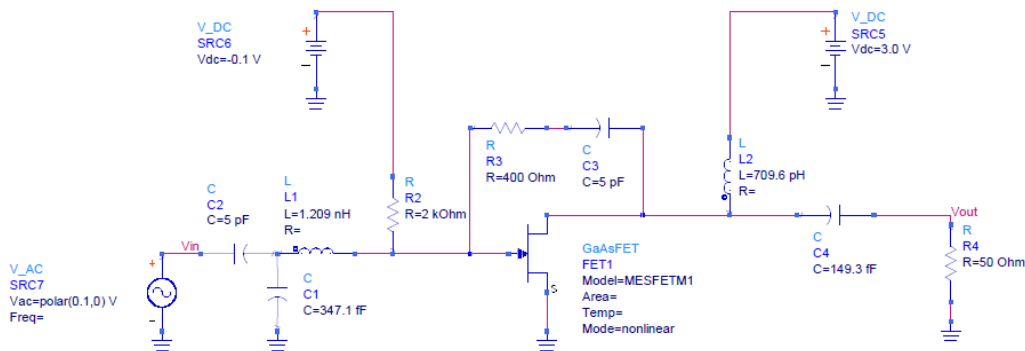 V_DC
SRC6
Vdc=-0.1 V
+
−
V_DC
SRC5
Vdc=3.0 V
+
−
R
R3
R=400 Ohm
C
C3
C=5 pF
L
L2
L=709.6 pH
R=
R
R2
R=2 kOhm
C
C2
C=5 pF
L
L1
L=1.209 nH
R=
Vin
Vout
V_AC
SRC7
Vac=polar(0.1,0) V
Freq=
+
−
C
C1
C=347.1 fF
S
GaAsFET
FET1
Model=MESFETM1
Area=
Temp=
Mode=nonlinear
C
C4
C=149.3 fF
R
R4
R=50 Ohm